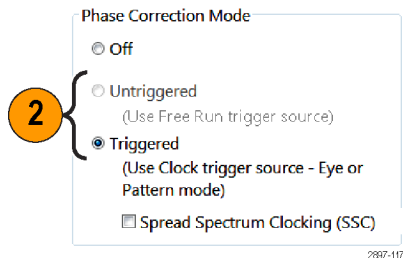 Phase Correction Mode
Off
2
Untriggered
(Use Free Run trigger source)
Triggered
(Use Clock trigger source - Eye or
Pattern mode)
Spread Spectrum Clocking (SSC)
2897-117